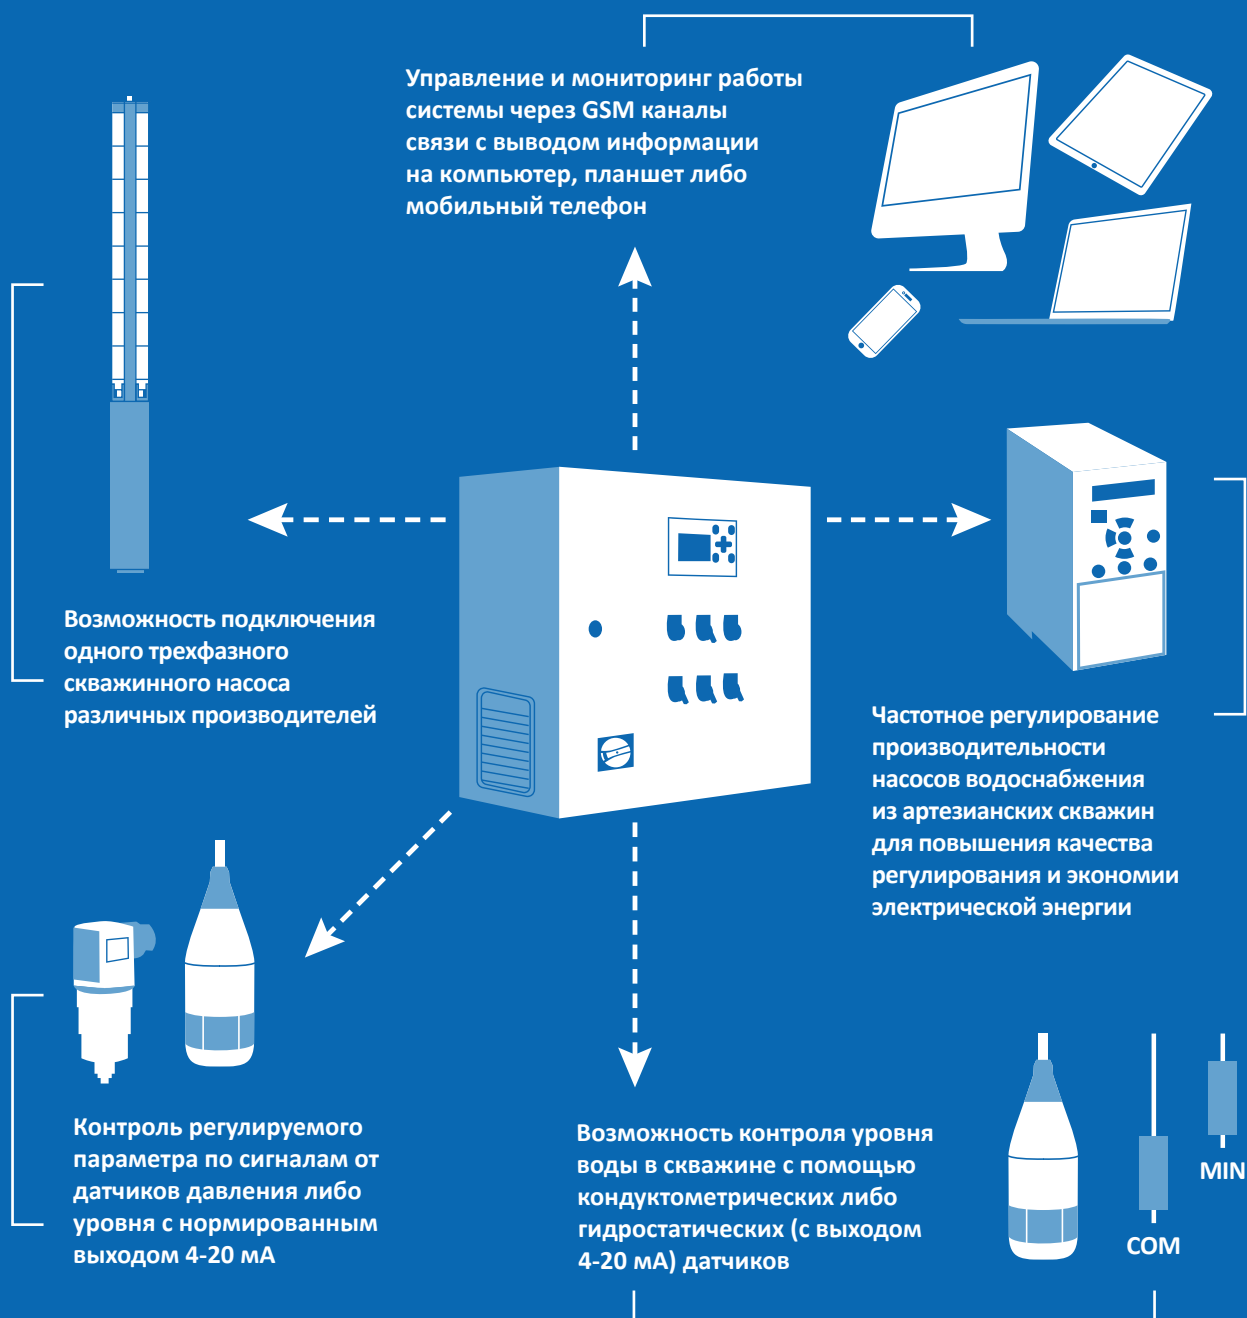 Управление и мониторинг работы
системы через GSM каналы
связи с выводом информации
на компьютер, планшет либо
мобильный телефон
Возможность подключения
одного трехфазного
скважинного насоса
различных производителей
Частотное регулирование
производительности
насосов водоснабжения
из артезианских скважин
для повышения качества
регулирования и экономии
электрической энергии
Контроль регулируемого
параметра по сигналам от
датчиков давления либо
уровня с нормированным
выходом 4-20 мА
Возможность контроля уровня
воды в скважине с помощью
кондуктометрических либо
гидростатических (с выходом
4-20 мА) датчиков
MIN
COM